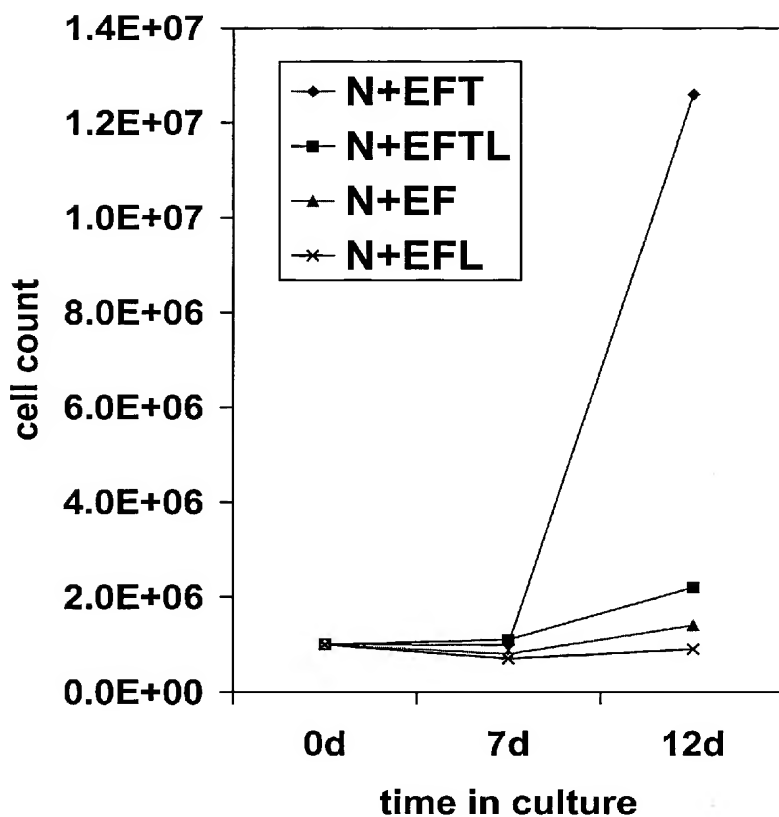 1.4E+07
1.2E+07
1.0E+07
8.0E+06
6.0E+06
4.0E+06
2.0E+06
0.0E+00
cell count
N+EFT
N+EFTL
N+EF
N+EFL
0d 7d 12d
time in culture